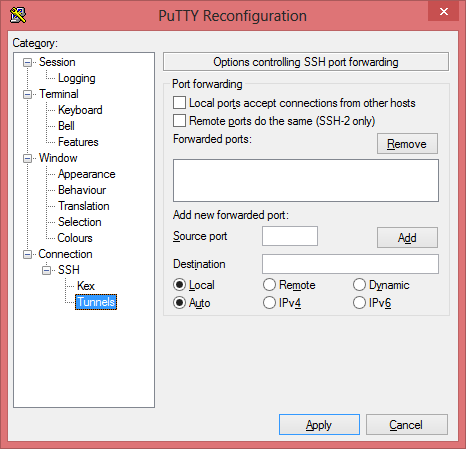 PuTTY Reconfiguration
Category:
Session
Logging
Terminal
Keyboard
Bell
Features
Window
Appearance
Behaviour
Translation
Selection
Colours
Connection
SSH
Kex
Tunnels
Options controlling SSH port forwarding
Port forwarding
Local ports accept connections from other hosts
Remote ports do the same (SSH-2 only)
Forwarded ports:
Remove
Add new forwarded port:
Source port
Add
Destination
Local Remote Dynamic
Auto IPv4 IPv6
Apply Cancel